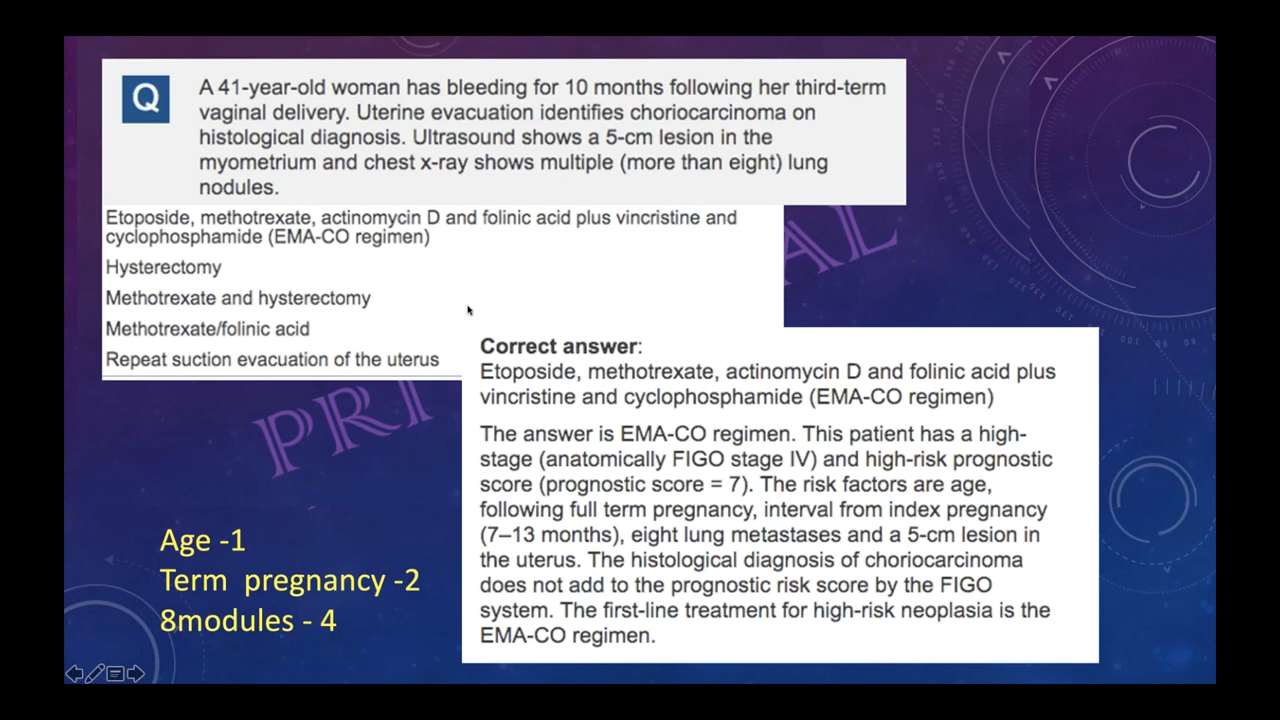 Q
A 41-year-old woman has bleeding for 10 months following her third-term
vaginal delivery. Uterine evacuation identifies choriocarcinoma on
histological diagnosis. Ultrasound shows a 5-cm lesion in the
myometrium and chest x-ray shows multiple (more than eight) lung
nodules.
Etoposide, methotrexate, actinomycin D and folinic acid plus vincristine and
cyclophosphamide (EMA-CO regimen)
Hysterectomy
Methotrexate and hysterectomy
Methotrexate/folinic acid
Repeat suction evacuation of the uterus
Correct answer:
Etoposide, methotrexate, actinomycin D and folinic acid plus
vincristine and cyclophosphamide (EMA-CO regimen)
The answer is EMA-CO regimen. This patient has a high-
stage (anatomically FIGO stage IV) and high-risk prognostic
score (prognostic score = 7). The risk factors are age,
following full term pregnancy, interval from index pregnancy
(7–13 months), eight lung metastases and a 5-cm lesion in
the uterus. The histological diagnosis of choriocarcinoma
does not add to the prognostic risk score by the FIGO
system. The first-line treatment for high-risk neoplasia is the
EMA-CO regimen.
Age -1
Term pregnancy -2
8modules - 4